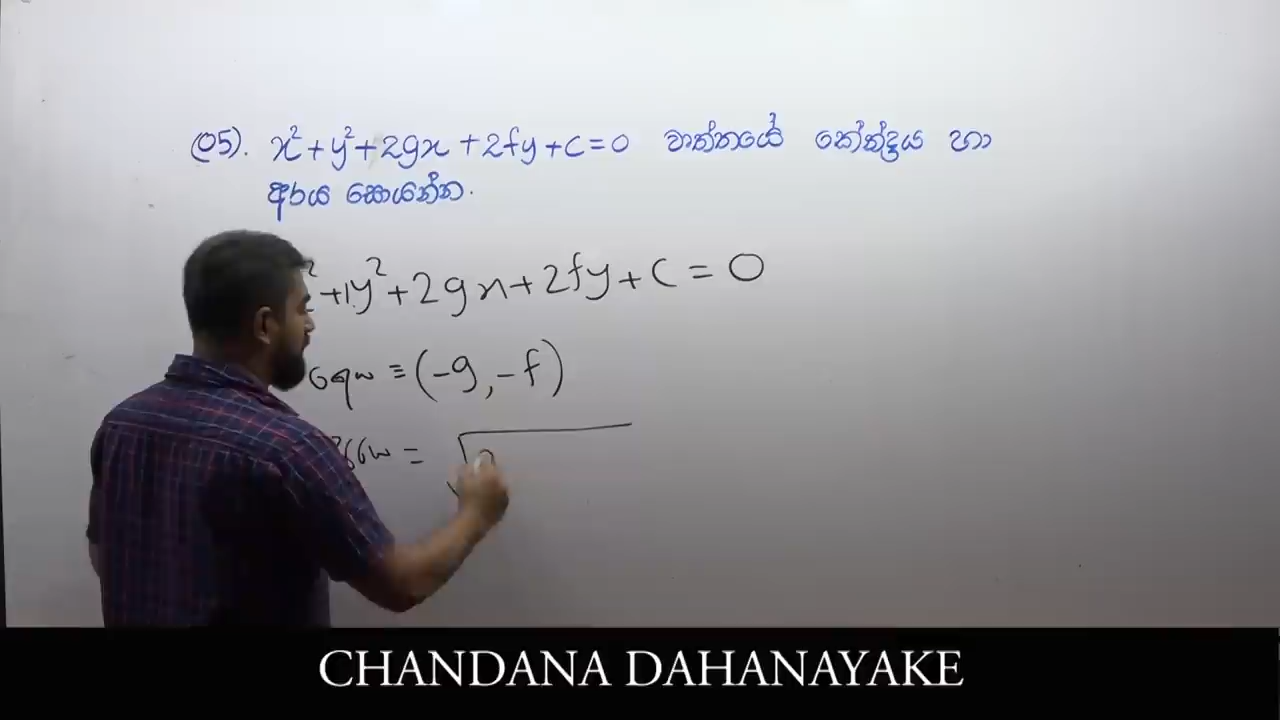 05). x²+y²+2gx+2fy+c=0 වෘත්තයේ කේන්ද්‍රය හා
අරය සොයන්න.
+1y²+2gx+2fy+c=0
≡(-g,-f)
= √
CHANDANA DAHANAYAKE